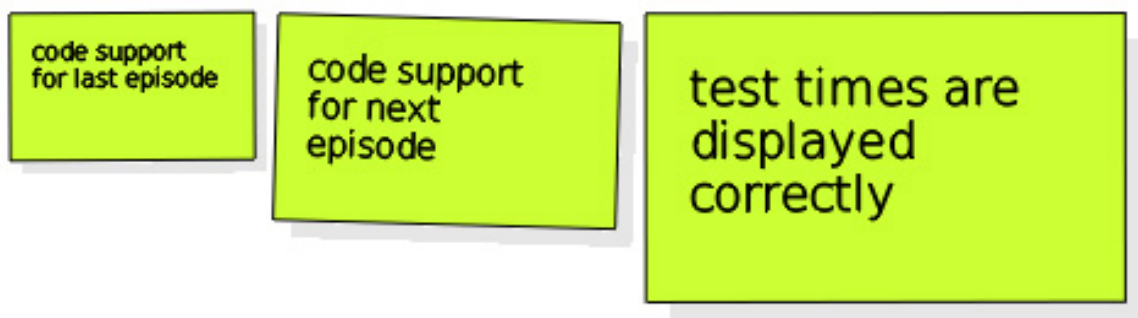 code support
for last episode
code support
for next
episode
test times are
displayed
correctly